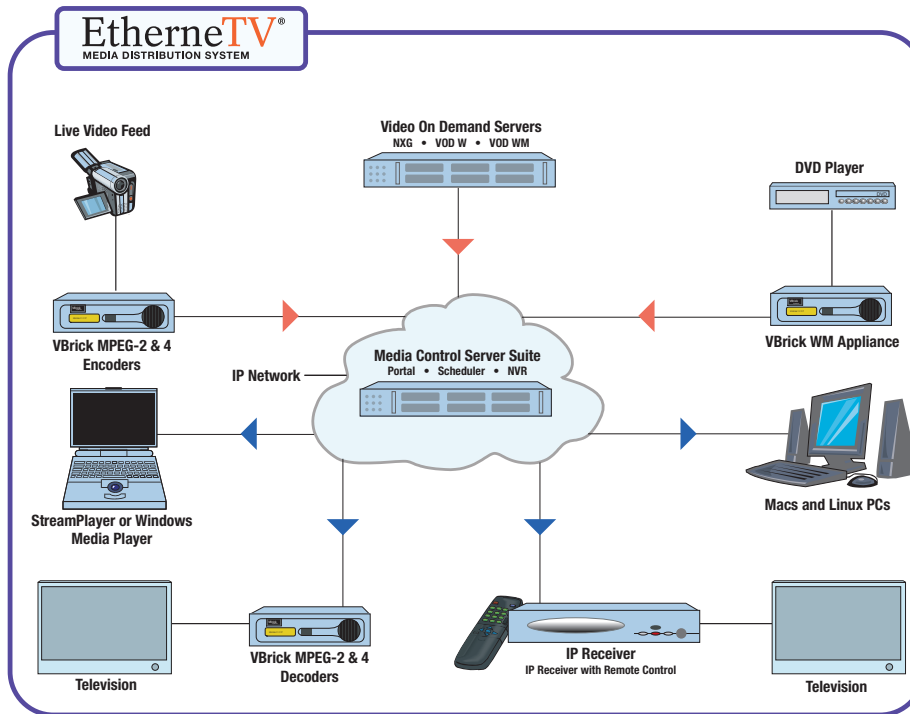 EtherneTV®
MEDIA DISTRIBUTION SYSTEM
Live Video Feed
Video On Demand Servers
NXG • VOD W • VOD WM
DVD Player
DVD
VBrick MPEG-2 & 4
Encoders
VBrick WM Appliance
IP Network
Media Control Server Suite
Portal • Scheduler • NVR
StreamPlayer or Windows
Media Player
Macs and Linux PCs
Television
VBrick MPEG-2 & 4
Decoders
IP Receiver
IP Receiver with Remote Control
Television